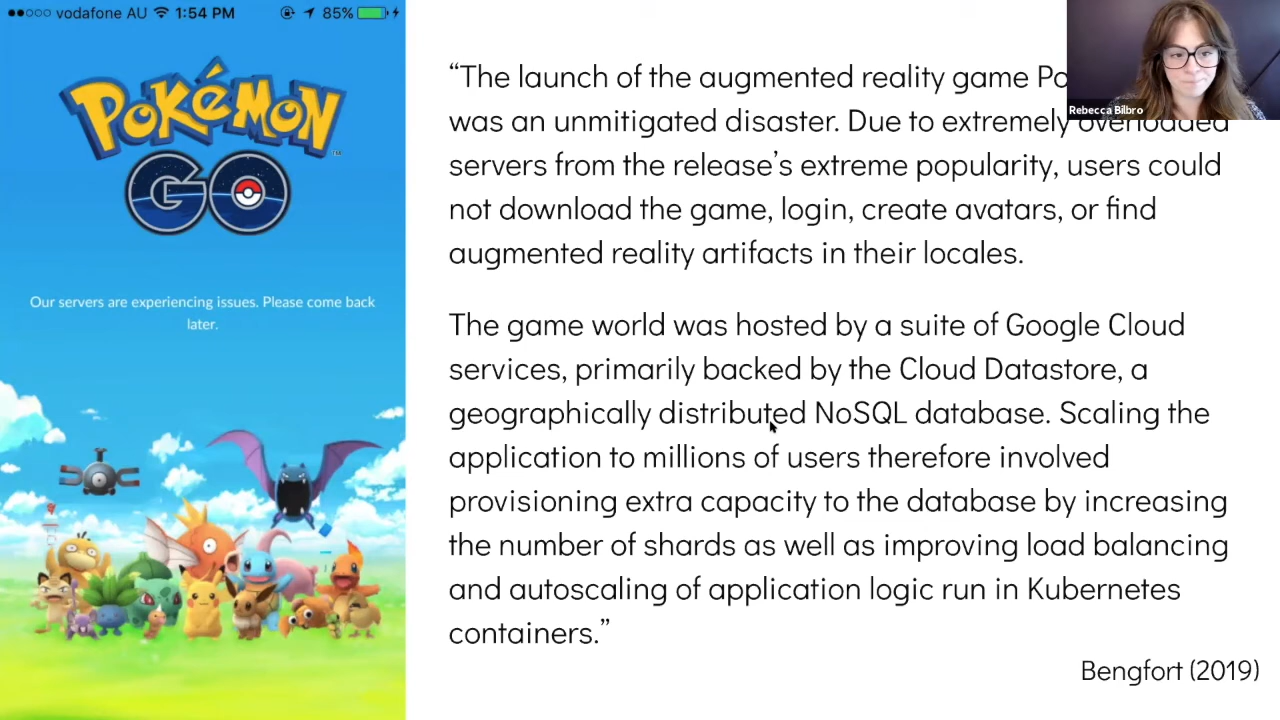 vodafone AU 1:54 PM 85%
POKÉMON
GO
Our servers are experiencing issues. Please come back
later.
“The launch of the augmented reality game
was an unmitigated disaster. Due to extremely overloaded
servers from the release’s extreme popularity, users could
not download the game, login, create avatars, or find
augmented reality artifacts in their locales.
The game world was hosted by a suite of Google Cloud
services, primarily backed by the Cloud Datastore, a
geographically distributed NoSQL database. Scaling the
application to millions of users therefore involved
provisioning extra capacity to the database by increasing
the number of shards as well as improving load balancing
and autoscaling of application logic run in Kubernetes
containers.”
Bengfort (2019)
Rebecca Bilbro